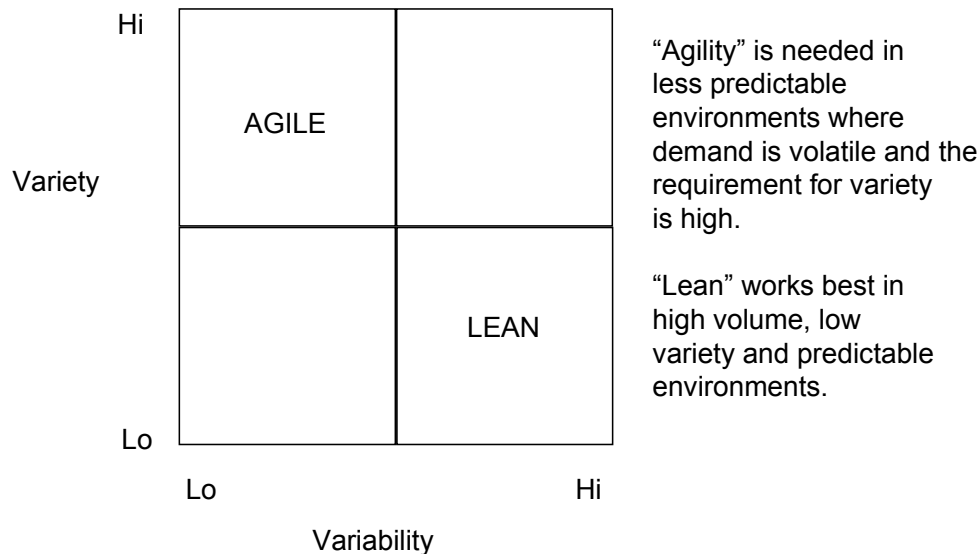 Hi
AGILE
Variety
LEAN
Lo
Lo
Hi
Variability
“Agility” is needed in
less predictable
environments where
demand is volatile and the
requirement for variety
is high.
“Lean” works best in
high volume, low
variety and predictable
environments.